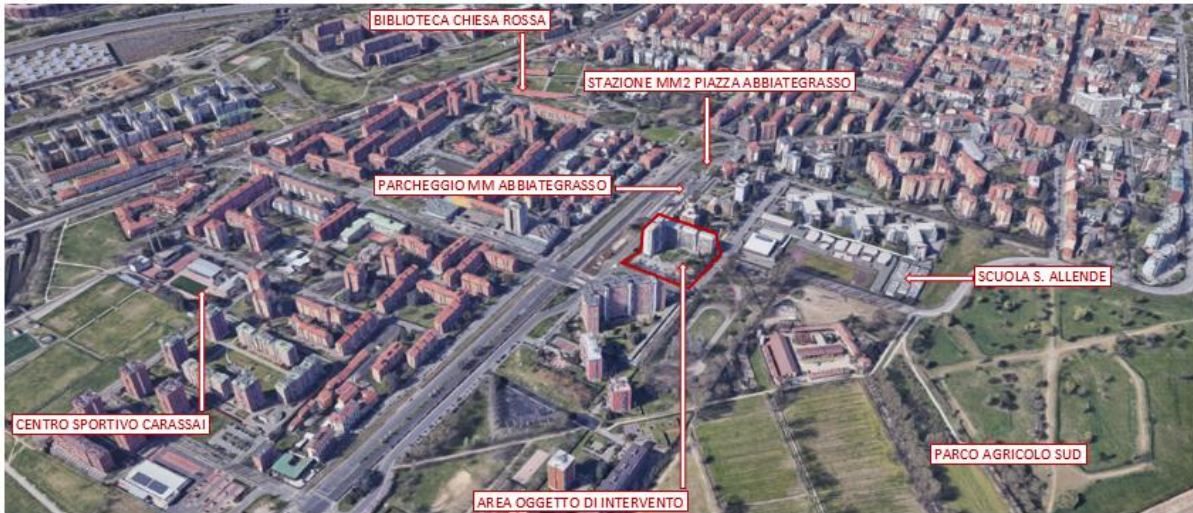 BIBLIOTECA CHIESA ROSSA
STAZIONE MM2 PIAZZA ABBIATEGRASSO
PARCHEGGIO MM ABBIATEGRASSO
SCUOLA S. ALLENDE
CENTRO SPORTIVO CARASSAI
PARCO AGRICOLO SUD
AREA OGGETTO DI INTERVENTO